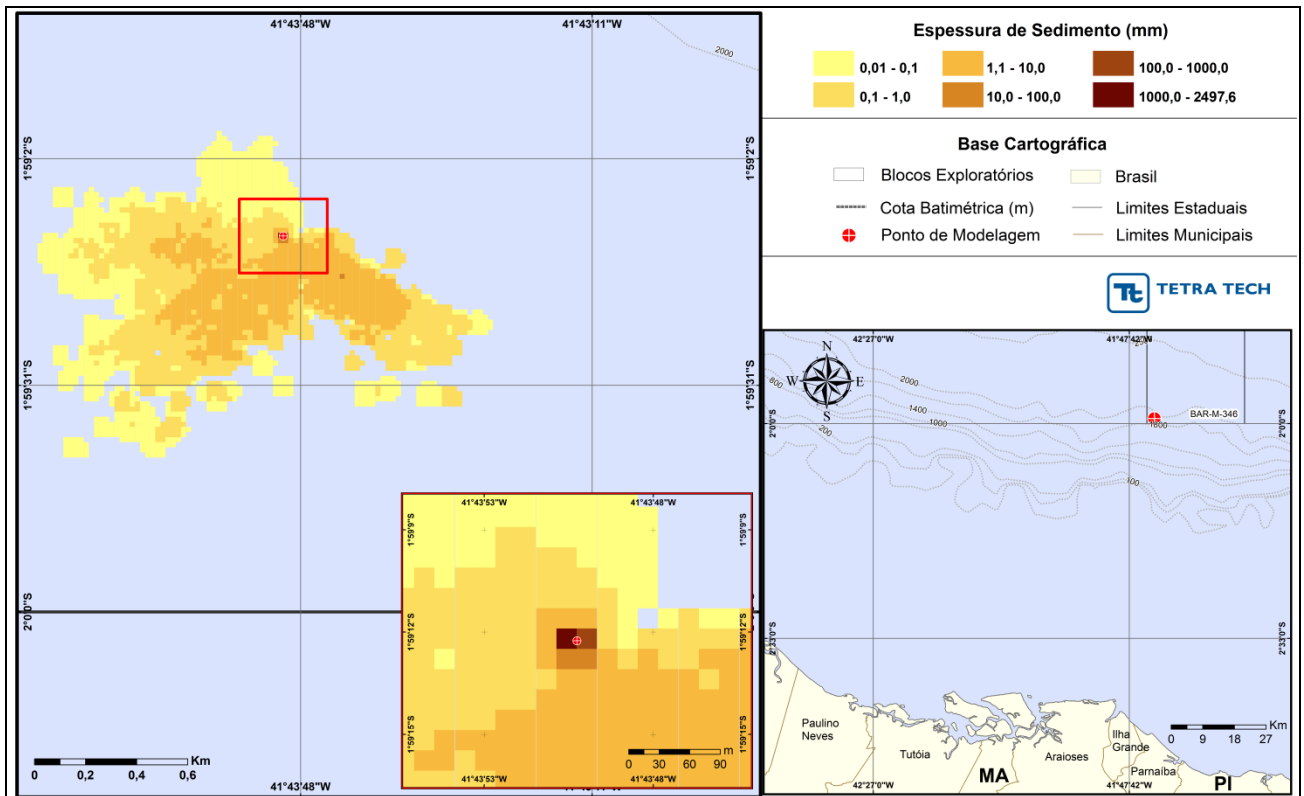 41°43'48"W
41°43'11"W
2000
1°59'2"S
1°59'2"S
1°59'31"S
1°59'31"S
2°0'0"S
41°43'53"W
41°43'48"W
1°59'9"S
1°59'9"S
1°59'12"S
1°59'12"S
1°59'15"S
1°59'15"S
0 30 60 90 m
41°43'53"W
41°43'48"W
Km
0 0,2 0,4 0,6
41°43'48"W
Espessura de Sedimento (mm)
0,01 - 0,1
1,1 - 10,0
100,0 - 1000,0
0,1 - 1,0
10,0 - 100,0
1000,0 - 2497,6
Base Cartográfica
Blocos Exploratórios
Brasil
Cota Batimétrica (m)
Limites Estaduais
Ponto de Modelagem
Limites Municipais
Tt TETRA TECH
42°27'0"W
41°47'42"W
N
W E
S
800
2000
1400
1000
200
1600
100
BAR-M-346
2°0'0"S
2°0'0"S
2°33'0"S
2°33'0"S
Paulino
Neves
Tutóia
MA
Araioses
Ilha
Grande
Parnaíba
PI
Km
0 9 18 27
42°27'0"W
41°47'42"W